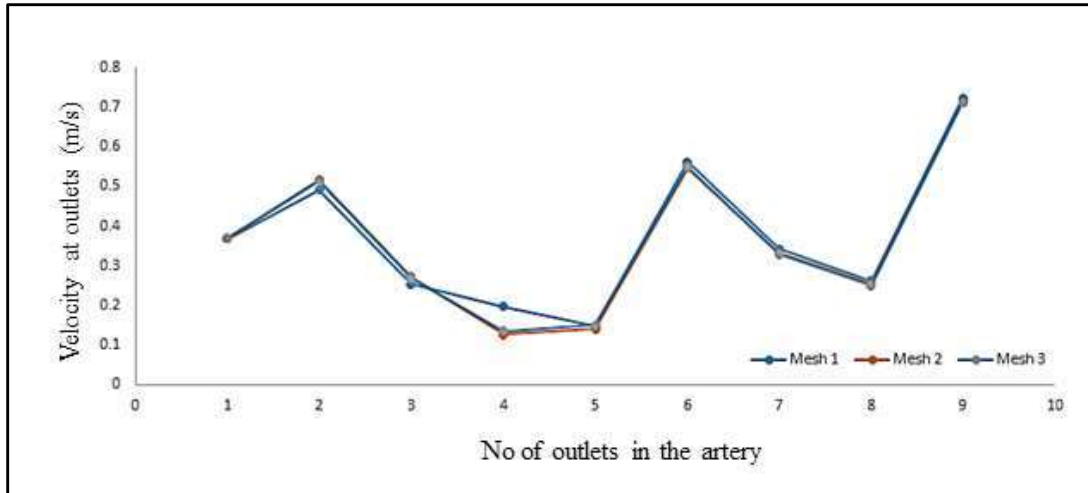 Velocity at outlets (m/s)
0.8
0.7
0.6
0.5
0.4
0.3
0.2
0.1
0
0 1 2 3 4 5 6 7 8 9 10
Mesh 1 Mesh 2 Mesh 3
No of outlets in the artery